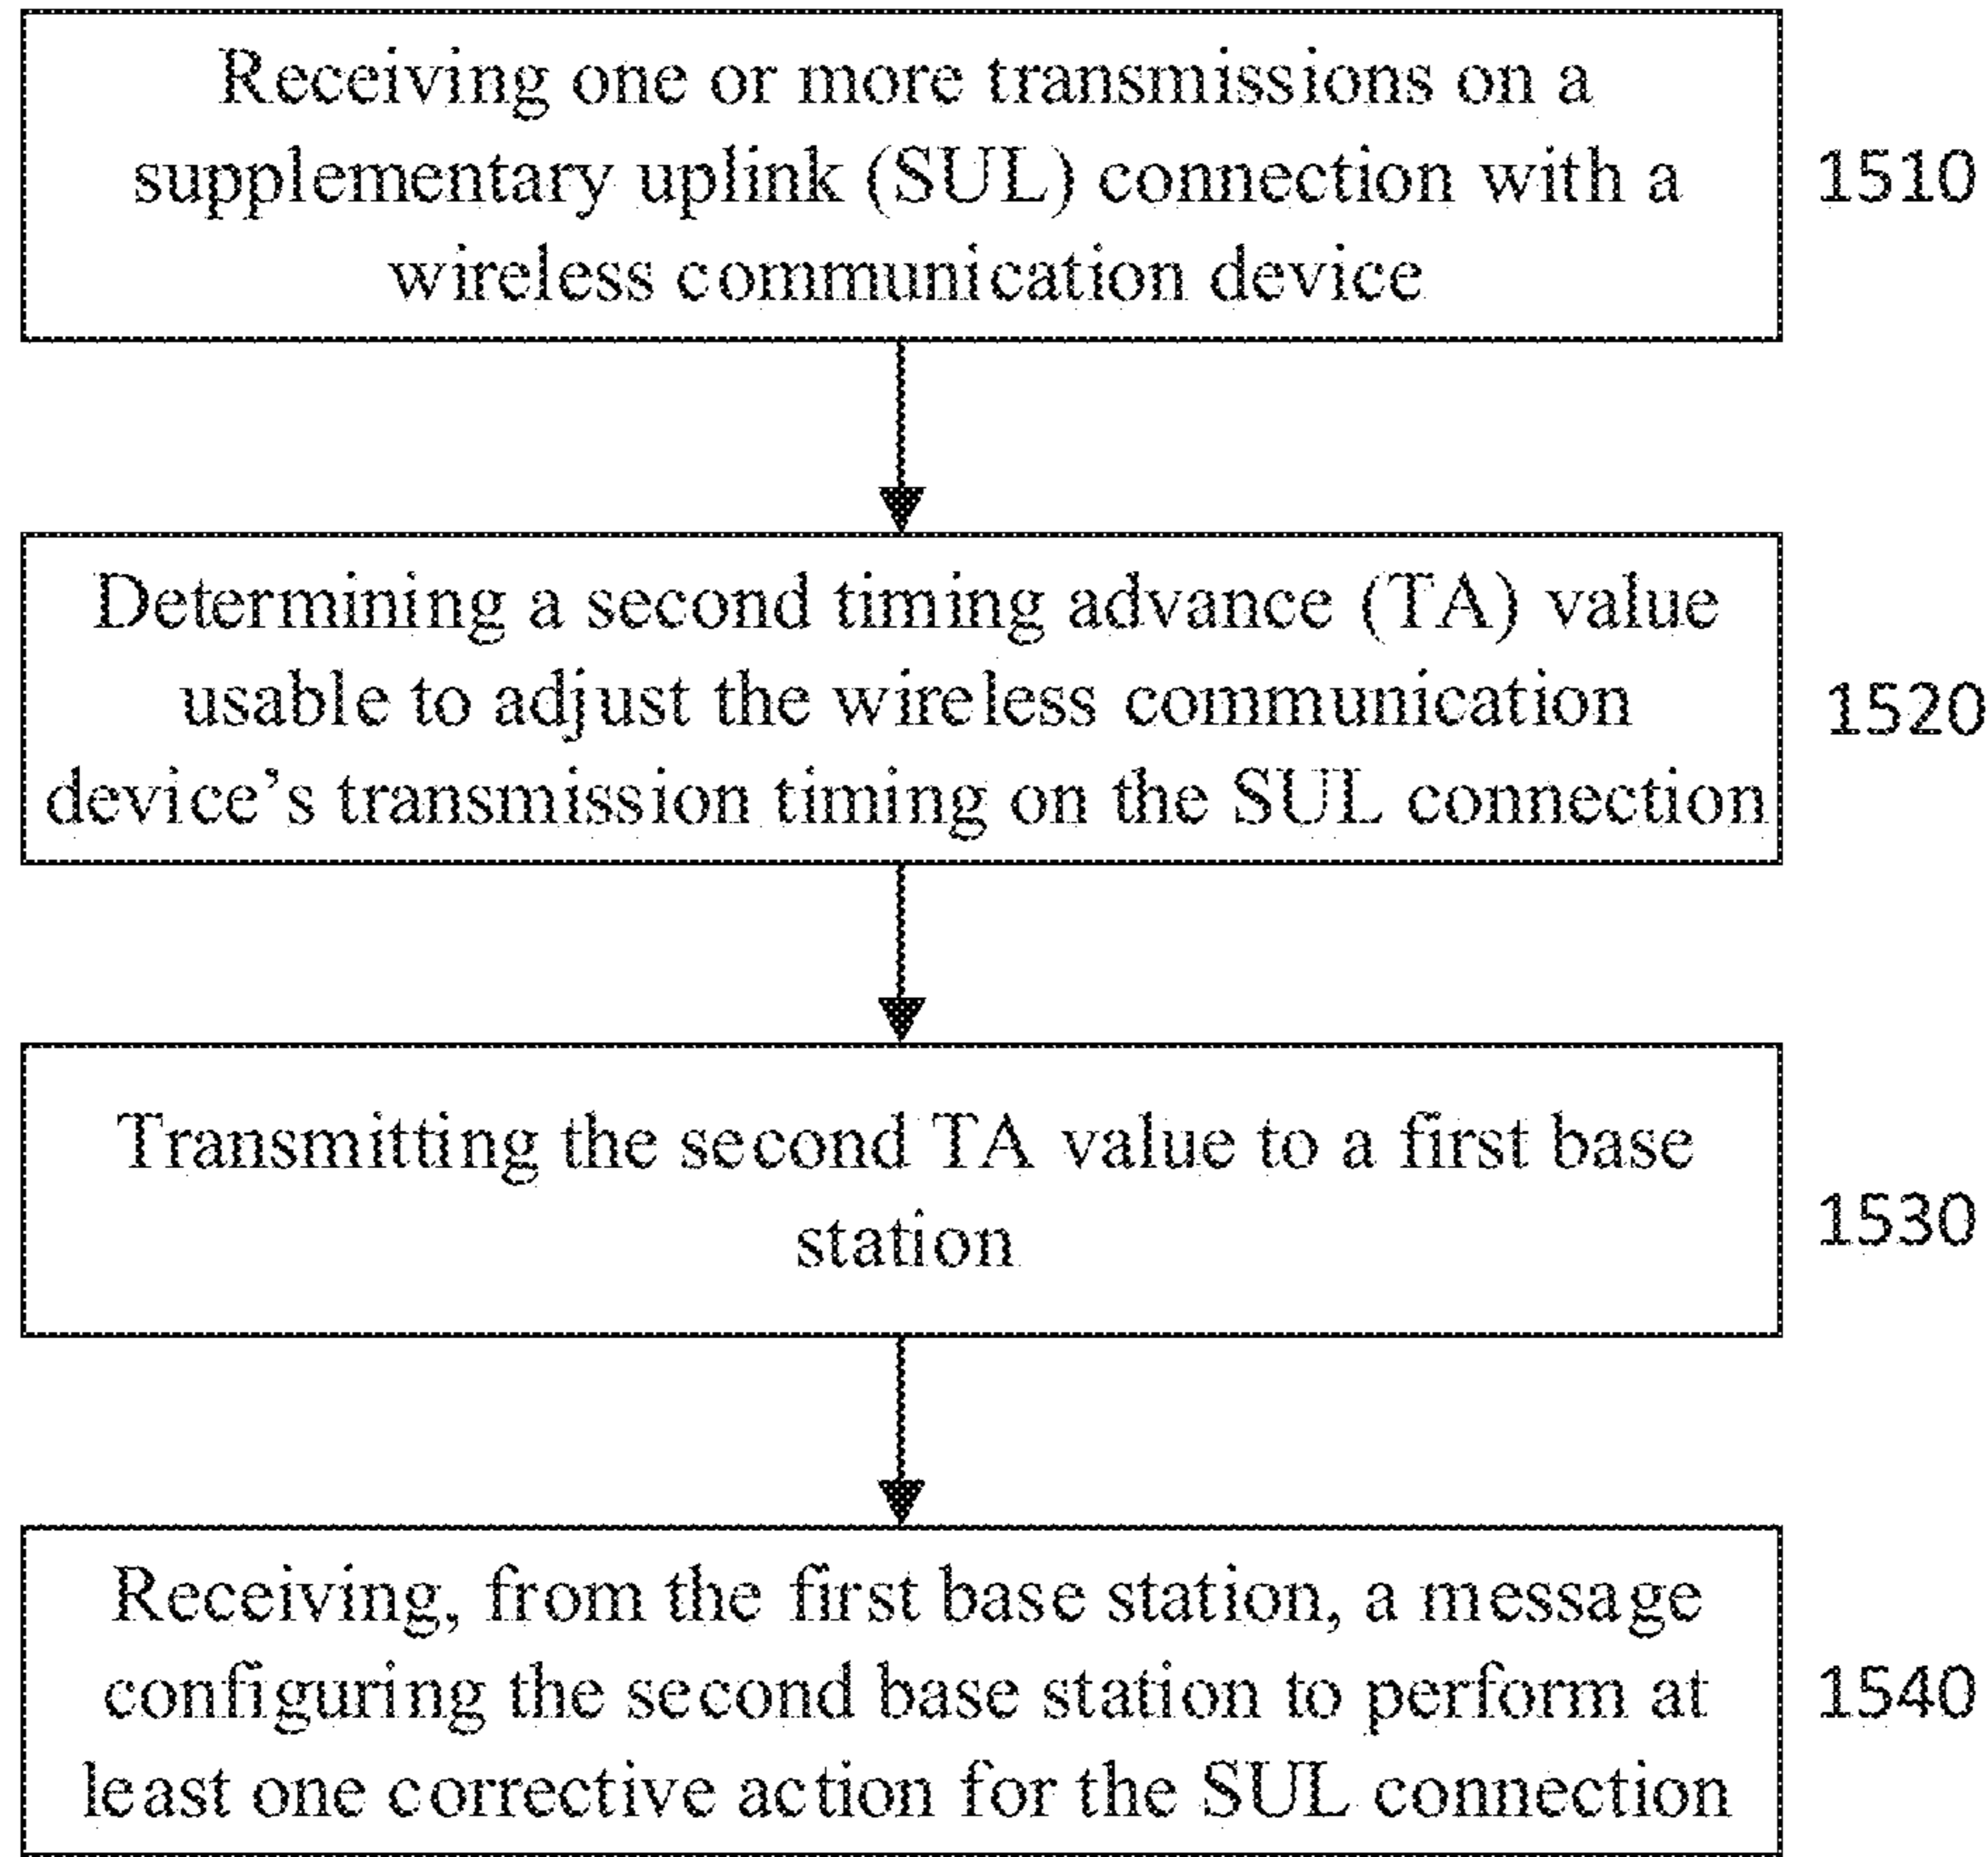 Receiving one or more transmissions on a
supplementary uplink (SUL) connection with a
wireless communication device
1510
Determining a second timing advance (TA) value
usable to adjust the wireless communication
device’s transmission timing on the SUL connection
1520
Transmitting the second TA value to a first base
station
1530
Receiving, from the first base station, a message
configuring the second base station to perform at
least one corrective action for the SUL connection
1540